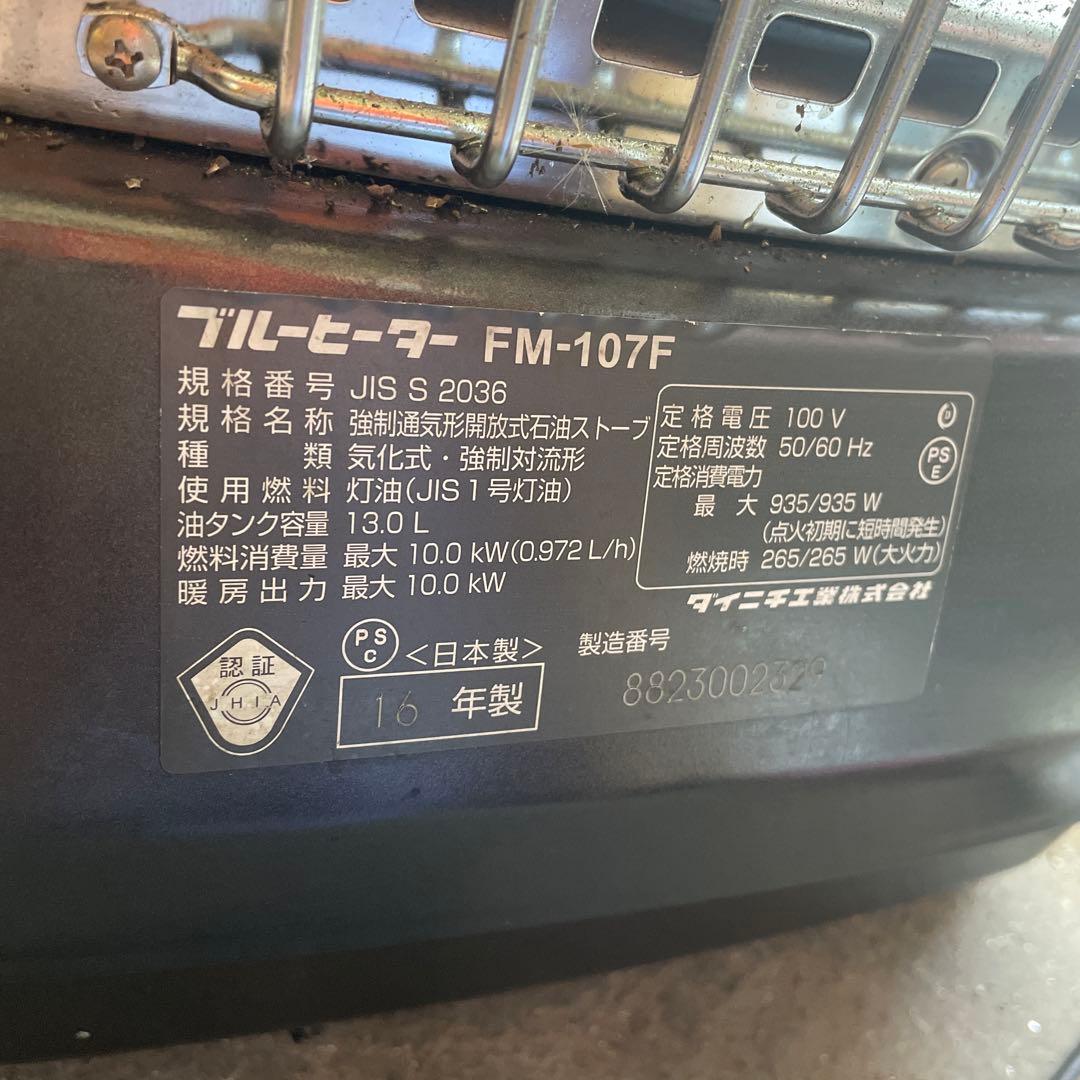 ブルーヒーター FM-107F
規格番号 JIS S 2036
規格名称 強制通気形開放式石油ストーブ
種類 気化式・強制対流形
使用燃料 灯油(JIS1号灯油)
油タンク容量 13.0 L
燃料消費量 最大 10.0 kW(0.972 L/h)
暖房出力 最大 10.0 kW
定格電圧 100 V
定格周波数 50/60 Hz
定格消費電力
最大 935/935 W
(点火初期に短時間発生)
燃焼時 265/265 W(大火力)
PS
E
ダイニチ工業株式会社
認証
JHIA
PS
C
<日本製>
16 年製
製造番号
8823002329